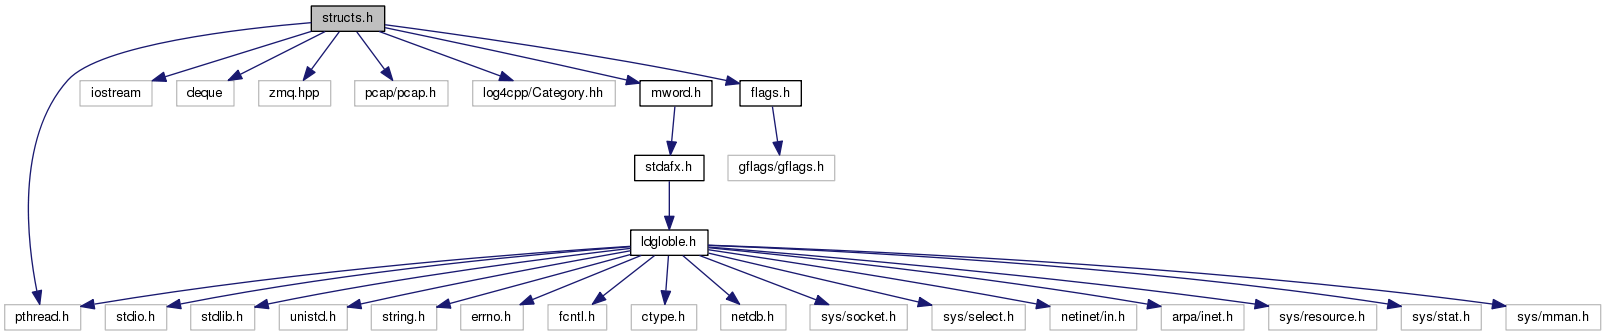 structs.h
iostream
deque
zmq.hpp
pcap/pcap.h
log4cpp/Category.hh
mword.h
flags.h
stdafx.h
gflags/gflags.h
ldgloble.h
pthread.h
stdio.h
stdlib.h
unistd.h
string.h
errno.h
fcntl.h
ctype.h
netdb.h
sys/socket.h
sys/select.h
netinet/in.h
arpa/inet.h
sys/resource.h
sys/stat.h
sys/mman.h